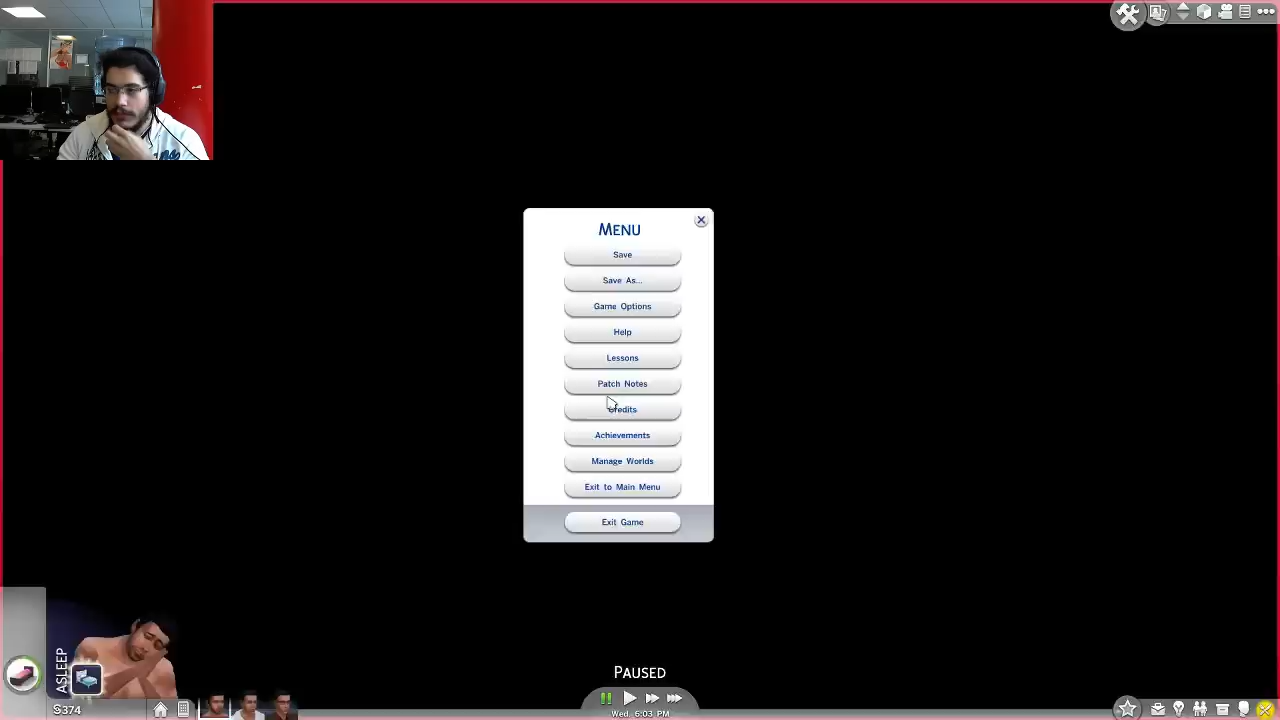 MENU
Save
Save As...
Game Options
Help
Lessons
Patch Notes
Credits
Achievements
Manage Worlds
Exit to Main Menu
Exit Game
ASLEEP
§374
PAUSED
Wed. 6:03 PM